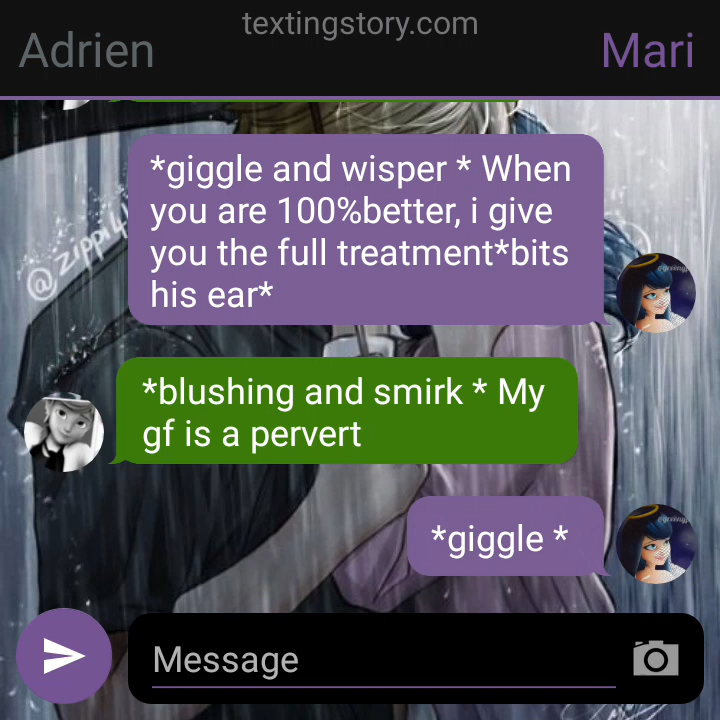 textingstory.com
Adrien
Mari
*giggle and wisper * When
you are 100%better, i give
you the full treatment*bits
his ear*
*blushing and smirk * My
gf is a pervert
*giggle *
Message